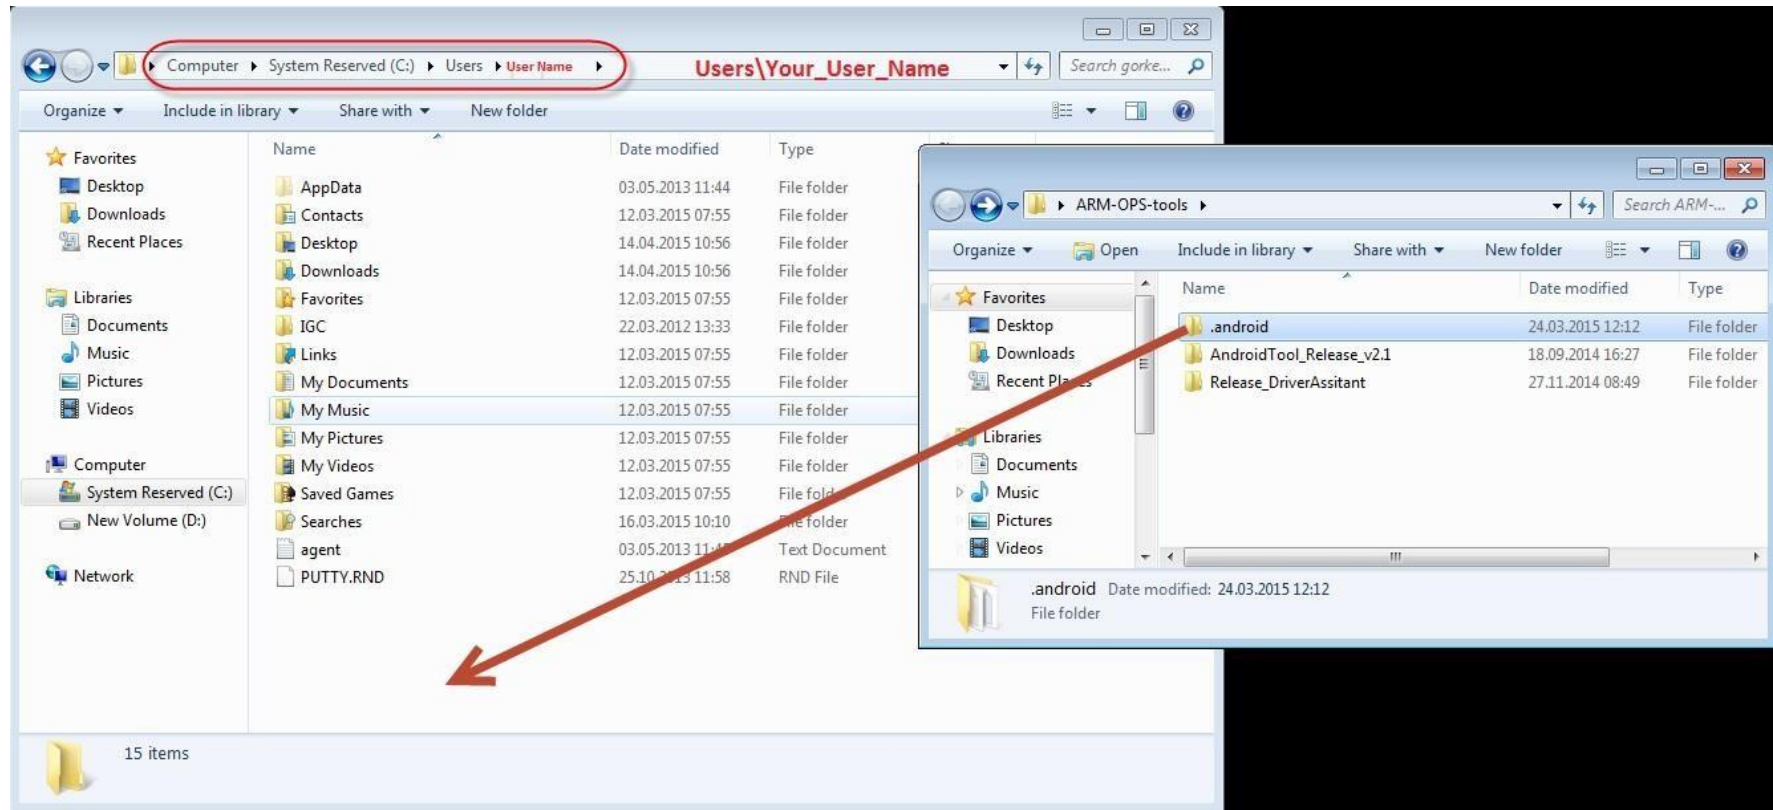 Computer ▸ System Reserved (C:) ▸ Users ▸ User Name ▸ Users\Your_User_Name Search gorke...
Organize Include in library Share with New folder
Name Date modified Type
Favorites
Desktop
Downloads
Recent Places
Libraries
Documents
Music
Pictures
Videos
Computer
System Reserved (C:)
New Volume (D:)
Network
AppData 03.05.2013 11:44 File folder
Contacts 12.03.2015 07:55 File folder
Desktop 14.04.2015 10:56 File folder
Downloads 14.04.2015 10:56 File folder
Favorites 12.03.2015 07:55 File folder
IGC 22.03.2012 13:33 File folder
Links 12.03.2015 07:55 File folder
My Documents 12.03.2015 07:55 File folder
My Music 12.03.2015 07:55 File folder
My Pictures 12.03.2015 07:55 File folder
My Videos 12.03.2015 07:55 File folder
Saved Games 12.03.2015 07:55 File folder
Searches 16.03.2015 10:10 File folder
agent 03.05.2013 Text Document
PUTTY.RND 11:58 RND File
15 items
ARM-OPS-tools ▸ Search ARM-...
Organize Open Include in library Share with New folder
Name Date modified Type
Favorites
Desktop
Downloads
Recent Places
Libraries
Documents
Music
Pictures
Videos
.android 24.03.2015 12:12 File folder
AndroidTool_Release_v2.1 18.09.2014 16:27 File folder
Release_DriverAssitant 27.11.2014 08:49 File folder
.android Date modified: 24.03.2015 12:12
File folder